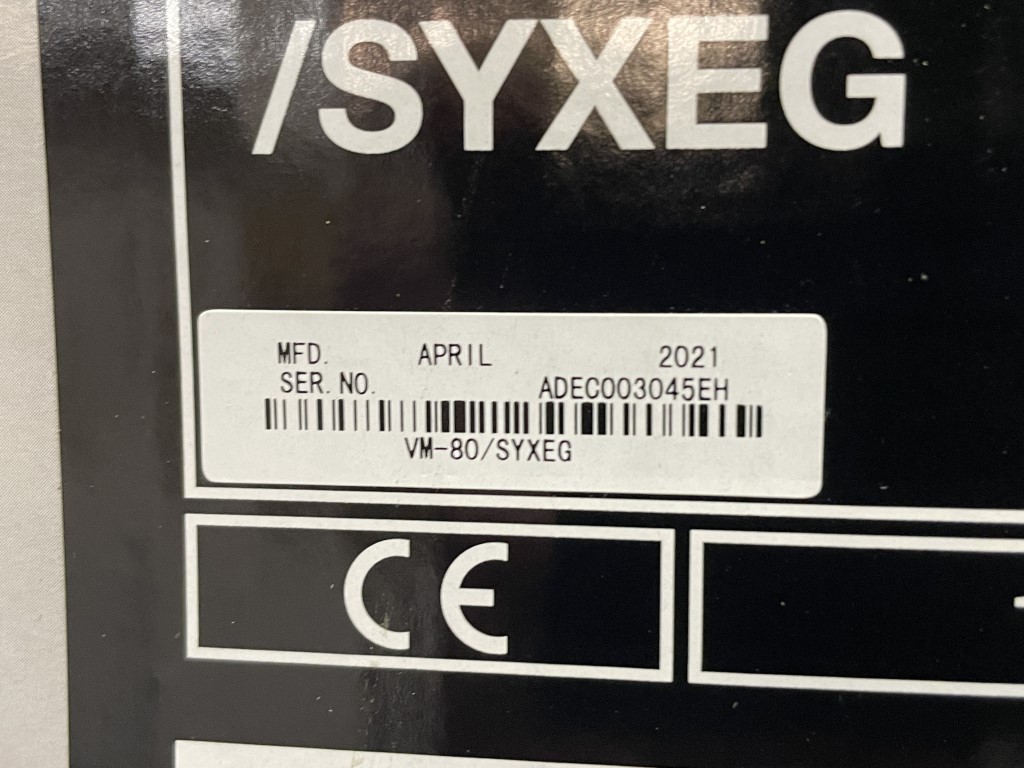 /SYXEG
MFD. APRIL 2021
SER. NO. ADEC003045EH
VM-80/SYXEG
CE